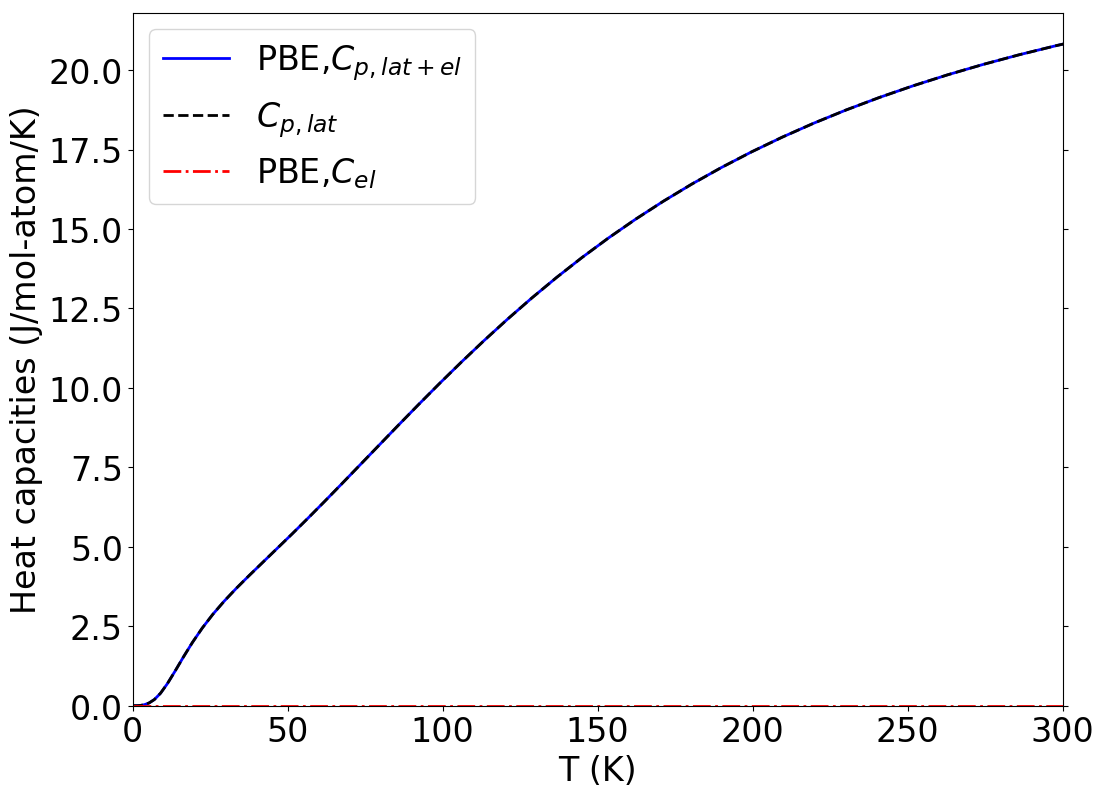 Heat capacities (J/mol-atom/K)
20.0
17.5
15.0
12.5
10.0
7.5
5.0
2.5
0.0
PBE,C_{p,lat+el}
C_{p,lat}
PBE,C_{el}
0 50 100 150 200 250 300
T (K)